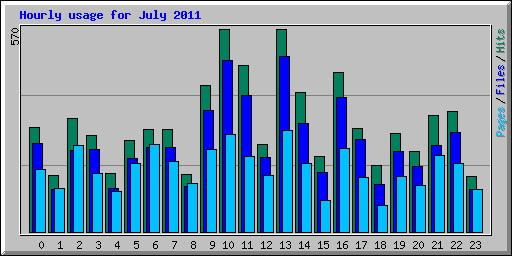 Hourly usage for July 2011
570
Pages/Files/Hits
0 1 2 3 4 5 6 7 8 9 10 11 12 13 14 15 16 17 18 19 20 21 22 23